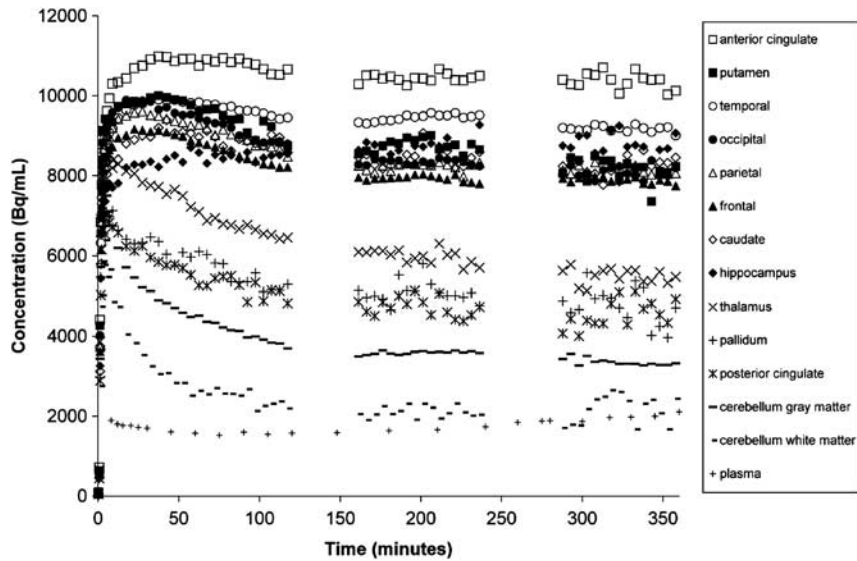 12000
10000
8000
6000
4000
2000
0
Concentration (Bq/mL)
0
50
100
150
200
250
300
350
Time (minutes)
anterior cingulate
putamen
temporal
occipital
parietal
frontal
caudate
hippocampus
thalamus
pallidum
posterior cingulate
cerebellum gray matter
cerebellum white matter
plasma